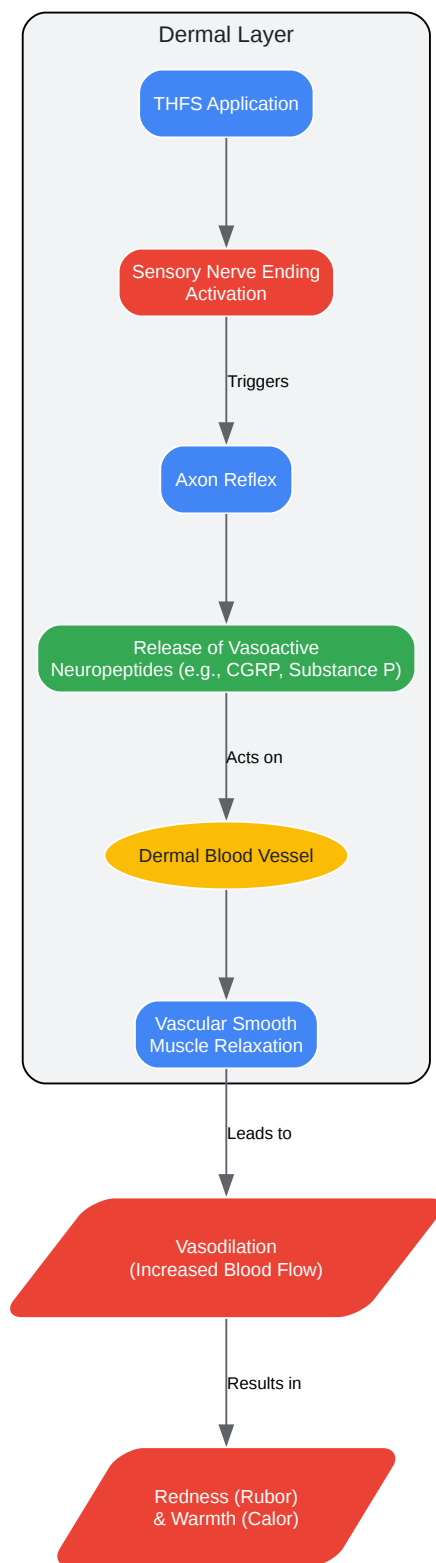 Dermal Layer
THFS Application
Sensory Nerve Ending
Activation
Triggers
Axon Reflex
Release of Vasoactive
Neuropeptides (e.g., CGRP, Substance P)
Acts on
Dermal Blood Vessel
Vascular Smooth
Muscle Relaxation
Leads to
Vasodilation
(Increased Blood Flow)
Results in
Redness (Rubor)
& Warmth (Calor)